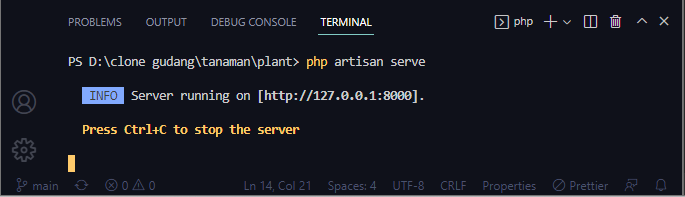 PROBLEMS OUTPUT DEBUG CONSOLE TERMINAL php
PS D:\clone gudang\tanaman\plant> php artisan serve
INFO Server running on [http://127.0.0.1:8000].
Press Ctrl+C to stop the server
main 0 0 Ln 14, Col 21 Spaces: 4 UTF-8 CRLF Properties Prettier